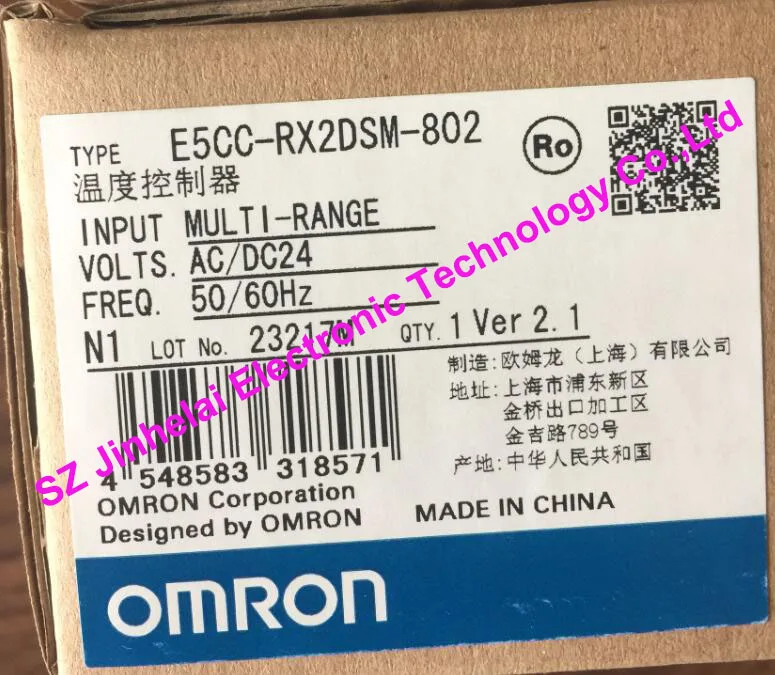 TYPE E5CC-RX2DSM-802
Ro
温度控制器
INPUT MULTI-RANGE
VOLTS. AC/DC24
FREQ. 50/60Hz
N1 LOT No. 23217M QTY. 1 Ver 2.1
制造:欧姆龙（上海）有限公司
地址:上海市浦东新区
金桥出口加工区
金吉路789号
产地:中华人民共和国
4 548583 318571
OMRON Corporation
Designed by OMRON
MADE IN CHINA
OMRON
SZ Jinhelai Electronic Technology Co.,Ltd